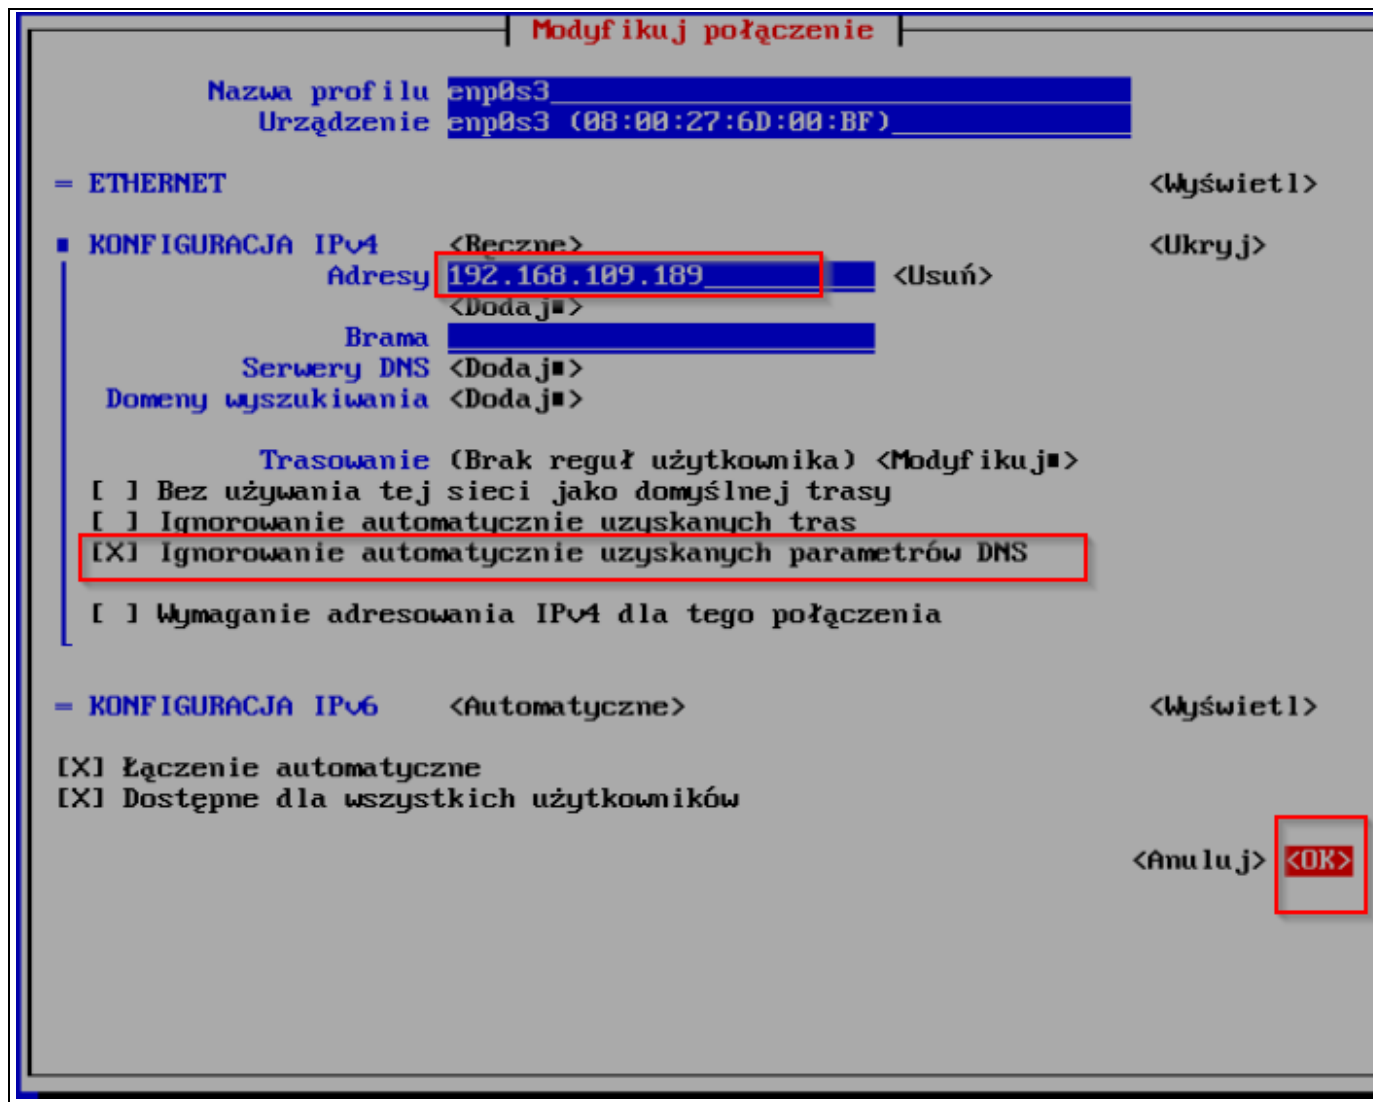 Modyfikuj połączenie
Nazwa profilu enp0s3
Urządzenie enp0s3 (08:00:27:6D:00:BF)
= ETHERNET <Wyświetl>
■ KONFIGURACJA IPv4 <Ręczne> <Ukryj>
Adresy 192.168.109.189 <Usuń>
<Dodaj■>
Brama
Serwery DNS <Dodaj■>
Domeny wyszukiwania <Dodaj■>
Trasowanie (Brak reguł użytkownika) <Modyfikuj■>
[ ] Bez używania tej sieci jako domyślnej trasy
[ ] Ignorowanie automatycznie uzyskanych tras
[X] Ignorowanie automatycznie uzyskanych parametrów DNS
[ ] Wymaganie adresowania IPv4 dla tego połączenia
= KONFIGURACJA IPv6 <Automatyczne> <Wyświetl>
[X] Łączenie automatyczne
[X] Dostępne dla wszystkich użytkowników
<Anuluj> <OK>